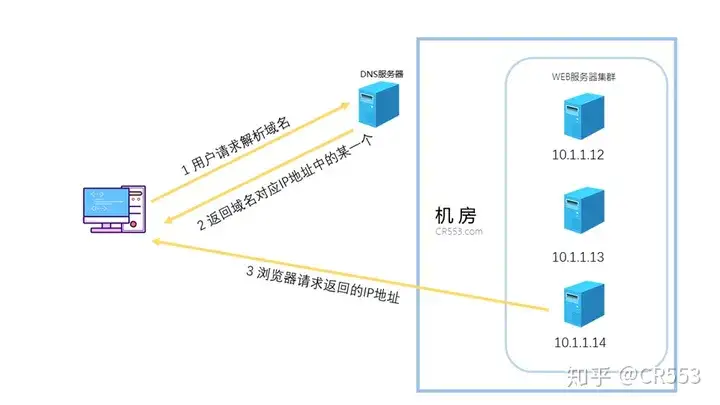 DNS服务器
WEB服务器集群
1 用户请求解析域名
10.1.1.12
2 返回域名对应IP地址中的某一个
机房
CR553.com
10.1.1.13
3 浏览器请求返回的IP地址
10.1.1.14
知乎 @CR553